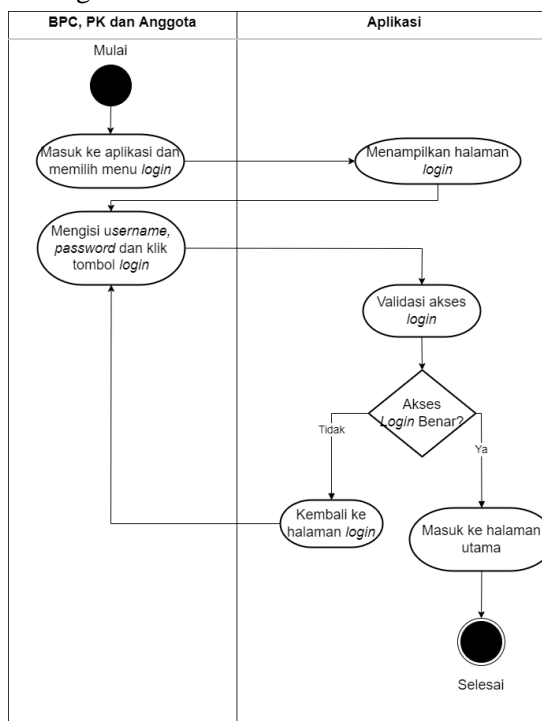 BPC, PK dan Anggota
Aplikasi
Mulai
Masuk ke aplikasi dan
memilih menu login
Menampilkan halaman
login
Mengisi username,
password dan klik
tombol login
Validasi akses
login
Akses
Login Benar?
Tidak
Ya
Kembali ke
halaman login
Masuk ke halaman
utama
Selesai